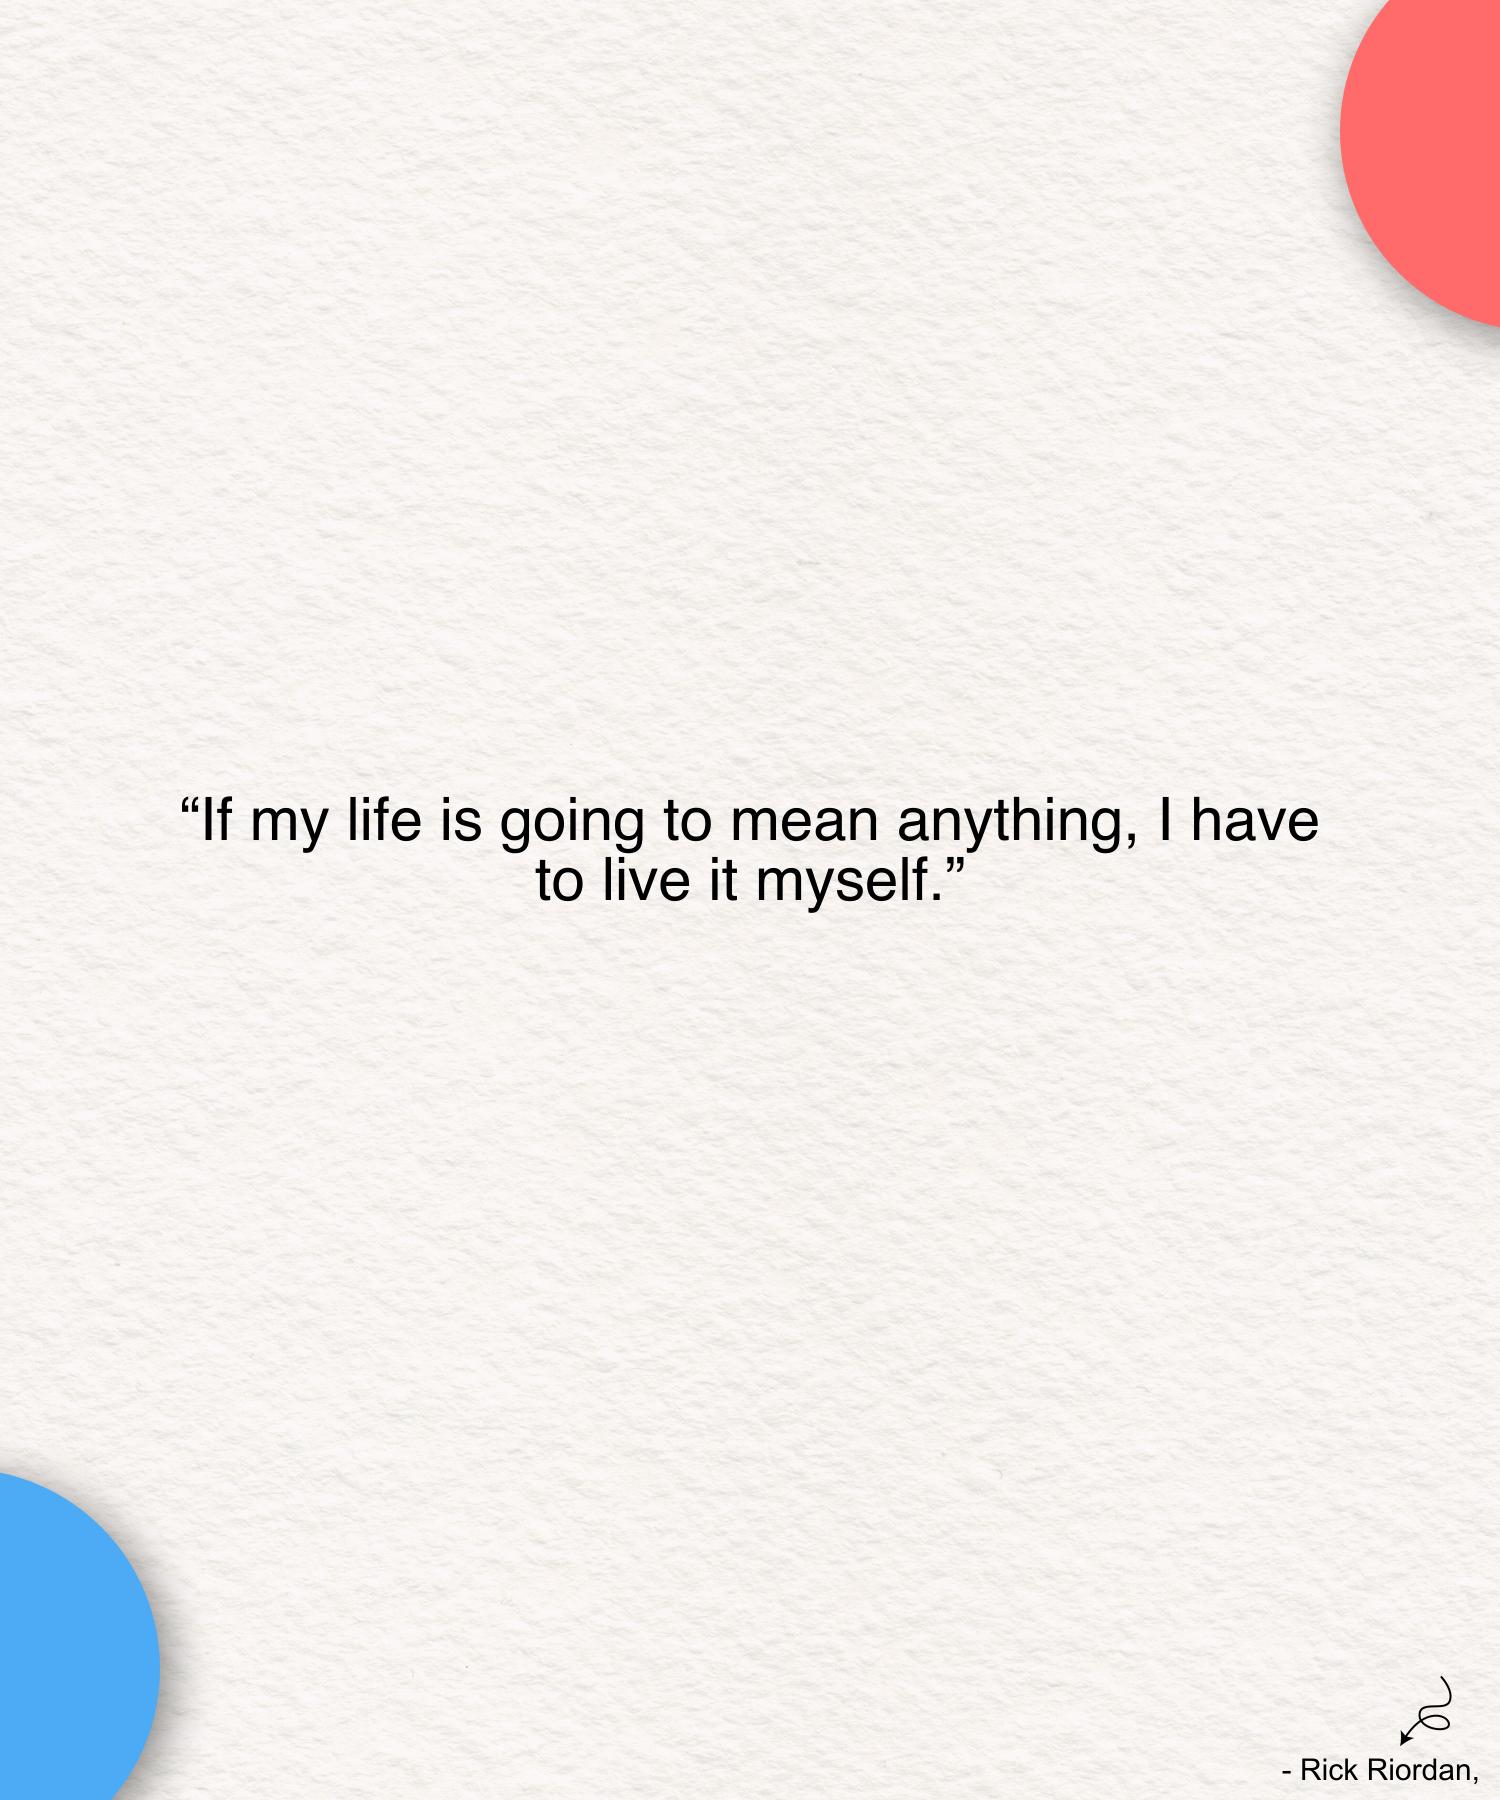 “If my life is going to mean anything, I have
to live it myself.”
- Rick Riordan,